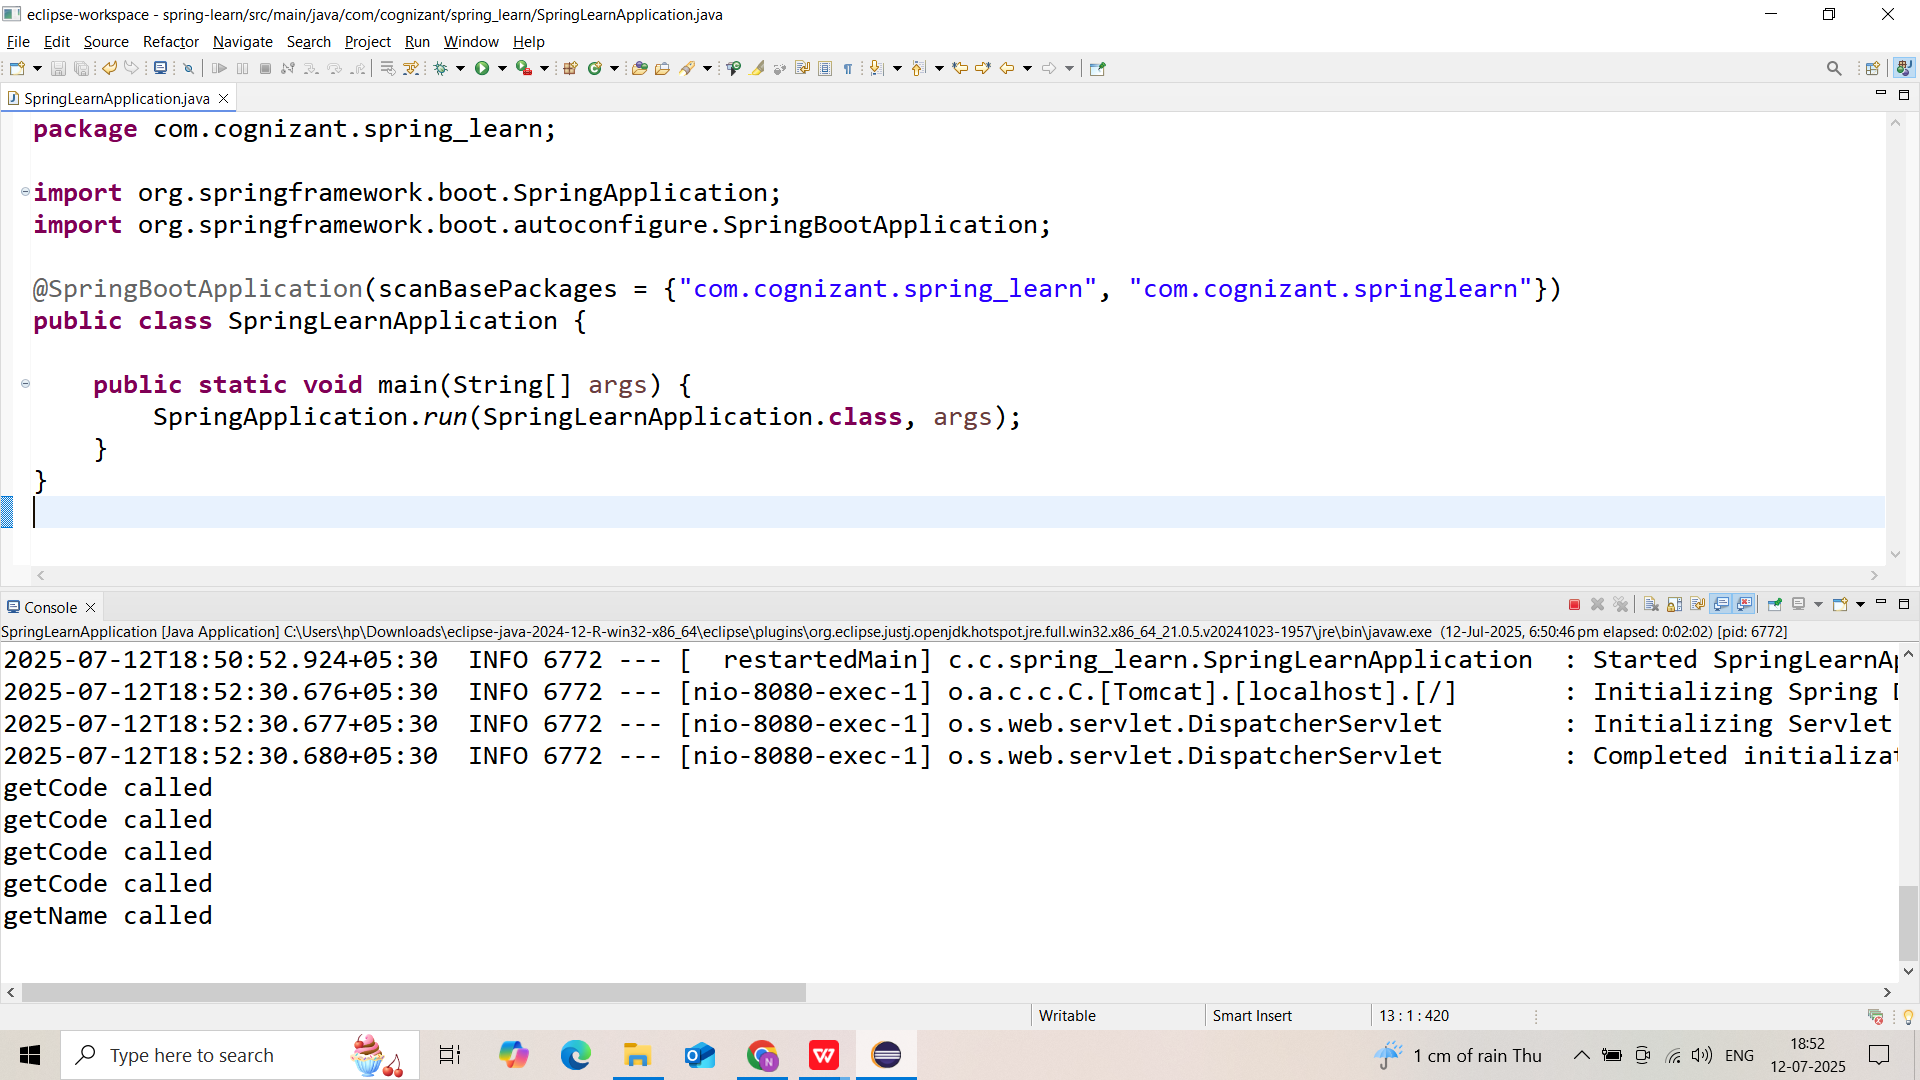 eclipse-workspace - spring-learn/src/main/java/com/cognizant/spring_learn/SpringLearnApplication.java
File Edit Source Refactor Navigate Search Project Run Window Help
SpringLearnApplication.java
package com.cognizant.spring_learn;
import org.springframework.boot.SpringApplication;
import org.springframework.boot.autoconfigure.SpringBootApplication;
@SpringBootApplication(scanBasePackages = {"com.cognizant.spring_learn", "com.cognizant.springlearn"})
public class SpringLearnApplication {
    public static void main(String[] args) {
        SpringApplication.run(SpringLearnApplication.class, args);
    }
}
Console
SpringLearnApplication [Java Application] C:\Users\hp\Downloads\eclipse-java-2024-12-R-win32-x86_64\eclipse\plugins\org.eclipse.justj.openjdk.hotspot.jre.full.win32.x86_64_21.0.5.v20241023-1957\jre\bin\javaw.exe (12-Jul-2025, 6:50:46 pm elapsed: 0:02:02) [pid: 6772]
2025-07-12T18:50:52.924+05:30  INFO 6772 --- [  restartedMain] c.c.spring_learn.SpringLearnApplication  : Started SpringLearnAp
2025-07-12T18:52:30.676+05:30  INFO 6772 --- [nio-8080-exec-1] o.a.c.c.C.[Tomcat].[localhost].[/]       : Initializing Spring D
2025-07-12T18:52:30.677+05:30  INFO 6772 --- [nio-8080-exec-1] o.s.web.servlet.DispatcherServlet        : Initializing Servlet
2025-07-12T18:52:30.680+05:30  INFO 6772 --- [nio-8080-exec-1] o.s.web.servlet.DispatcherServlet        : Completed initializat
getCode called
getCode called
getCode called
getCode called
getName called
Writable Smart Insert 13 : 1 : 420
Type here to search
1 cm of rain Thu
ENG
18:52
12-07-2025